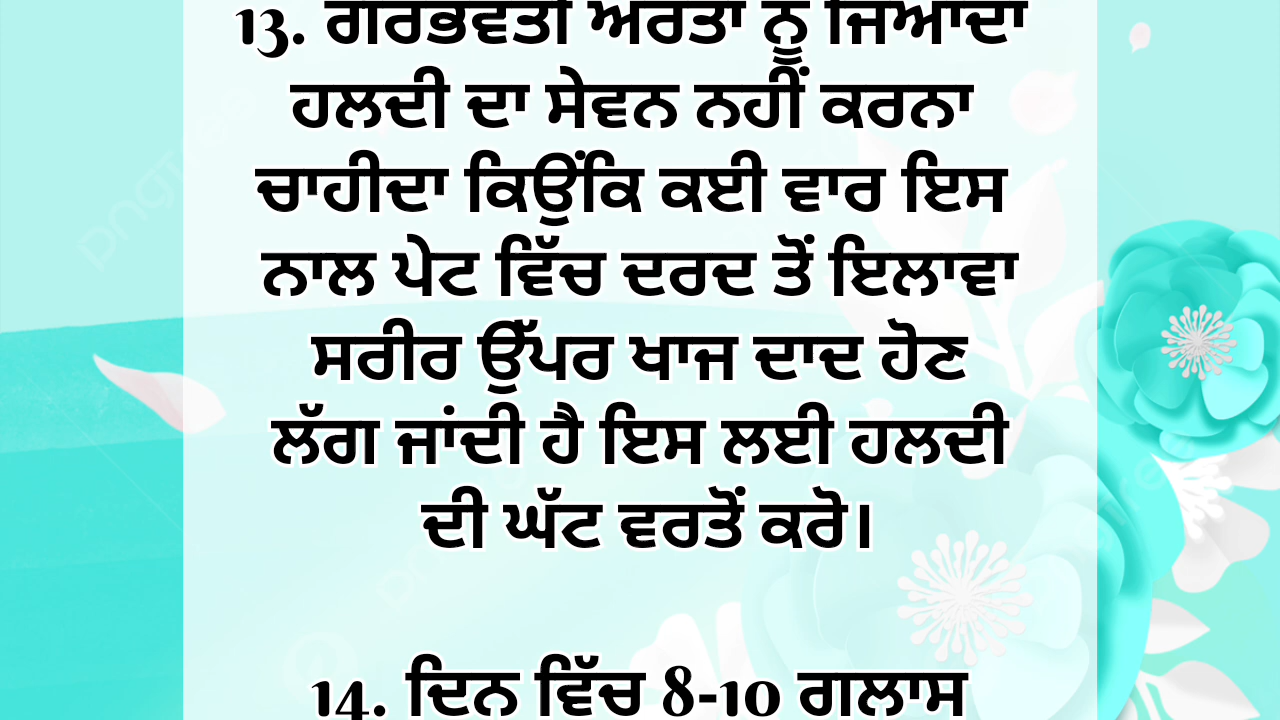 13. ਗਰਭਵਤੀ ਔਰਤਾਂ ਨੂੰ ਜਿਆਦਾ
ਹਲਦੀ ਦਾ ਸੇਵਨ ਨਹੀਂ ਕਰਨਾ
ਚਾਹੀਦਾ ਕਿਉਂਕਿ ਕਈ ਵਾਰ ਇਸ
ਨਾਲ ਪੇਟ ਵਿੱਚ ਦਰਦ ਤੋਂ ਇਲਾਵਾ
ਸਰੀਰ ਉੱਪਰ ਖਾਜ ਦਾਦ ਹੋਣ
ਲੱਗ ਜਾਂਦੀ ਹੈ ਇਸ ਲਈ ਹਲਦੀ
ਦੀ ਘੱਟ ਵਰਤੋਂ ਕਰੋ।
14. ਦਿਨ ਵਿੱਚ 8-10 ਗਲਾਸ